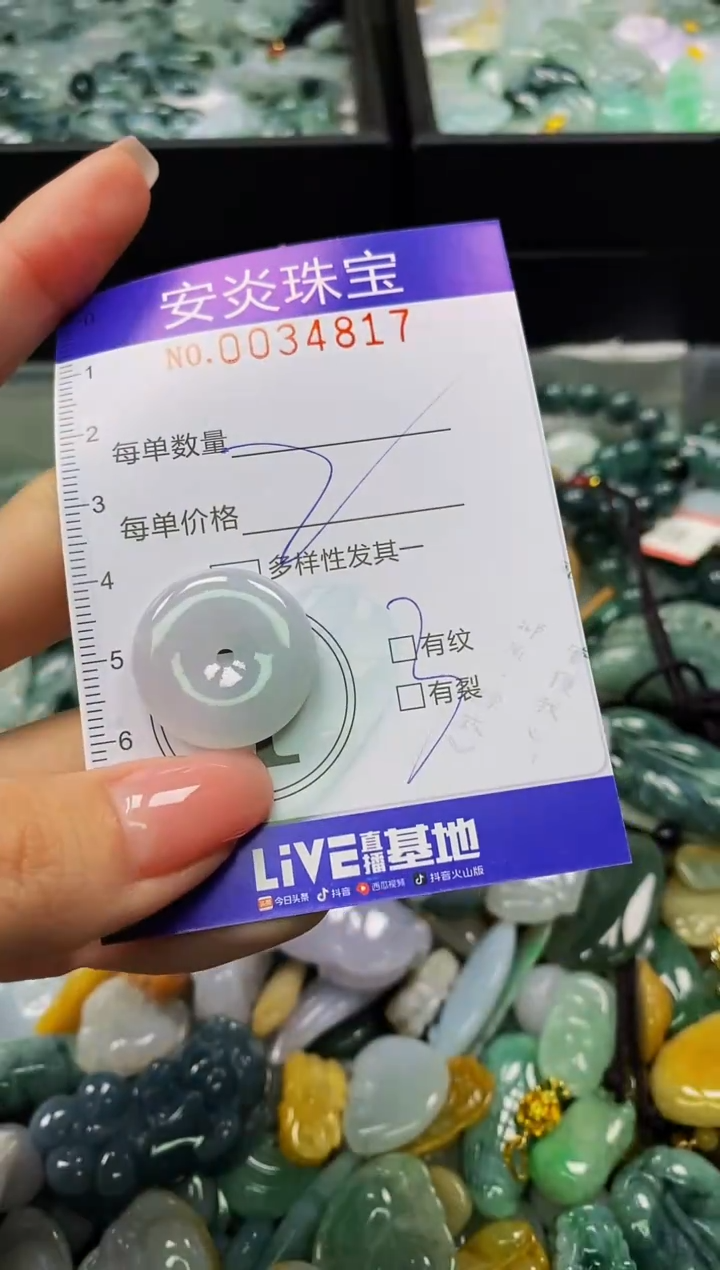 安炎珠宝
NO.0034817
0
1
2
每单数量
3
每单价格
4
多样性发其一
5
□有纹
□有裂
6
LiVE直播基地
今日头条 抖音 西瓜视频 抖音火山版